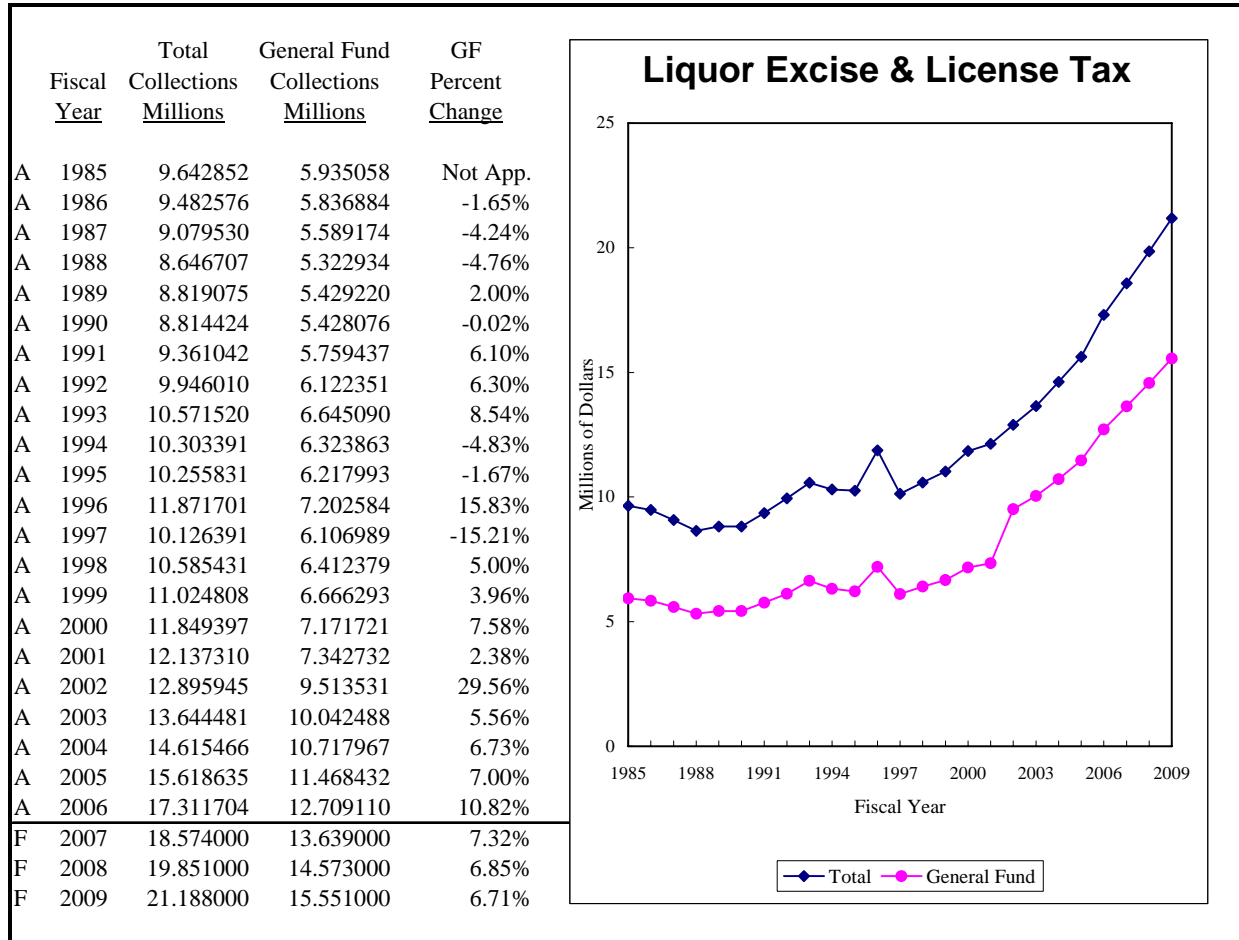 Total General Fund GF
Fiscal Collections Collections Percent
Year Millions Millions Change
A 1985 9.642852 5.935058 Not App.
A 1986 9.482576 5.836884 -1.65%
A 1987 9.079530 5.589174 -4.24%
A 1988 8.646707 5.322934 -4.76%
A 1989 8.819075 5.429220 2.00%
A 1990 8.814424 5.428076 -0.02%
A 1991 9.361042 5.759437 6.10%
A 1992 9.946010 6.122351 6.30%
A 1993 10.571520 6.645090 8.54%
A 1994 10.303391 6.323863 -4.83%
A 1995 10.255831 6.217993 -1.67%
A 1996 11.871701 7.202584 15.83%
A 1997 10.126391 6.106989 -15.21%
A 1998 10.585431 6.412379 5.00%
A 1999 11.024808 6.666293 3.96%
A 2000 11.849397 7.171721 7.58%
A 2001 12.137310 7.342732 2.38%
A 2002 12.895945 9.513531 29.56%
A 2003 13.644481 10.042488 5.56%
A 2004 14.615466 10.717967 6.73%
A 2005 15.618635 11.468432 7.00%
A 2006 17.311704 12.709110 10.82%
F 2007 18.574000 13.639000 7.32%
F 2008 19.851000 14.573000 6.85%
F 2009 21.188000 15.551000 6.71%
Liquor Excise & License Tax
25
20
15
10
5
0
Millions of Dollars
1985 1988 1991 1994 1997 2000 2003 2006 2009
Fiscal Year
Total General Fund